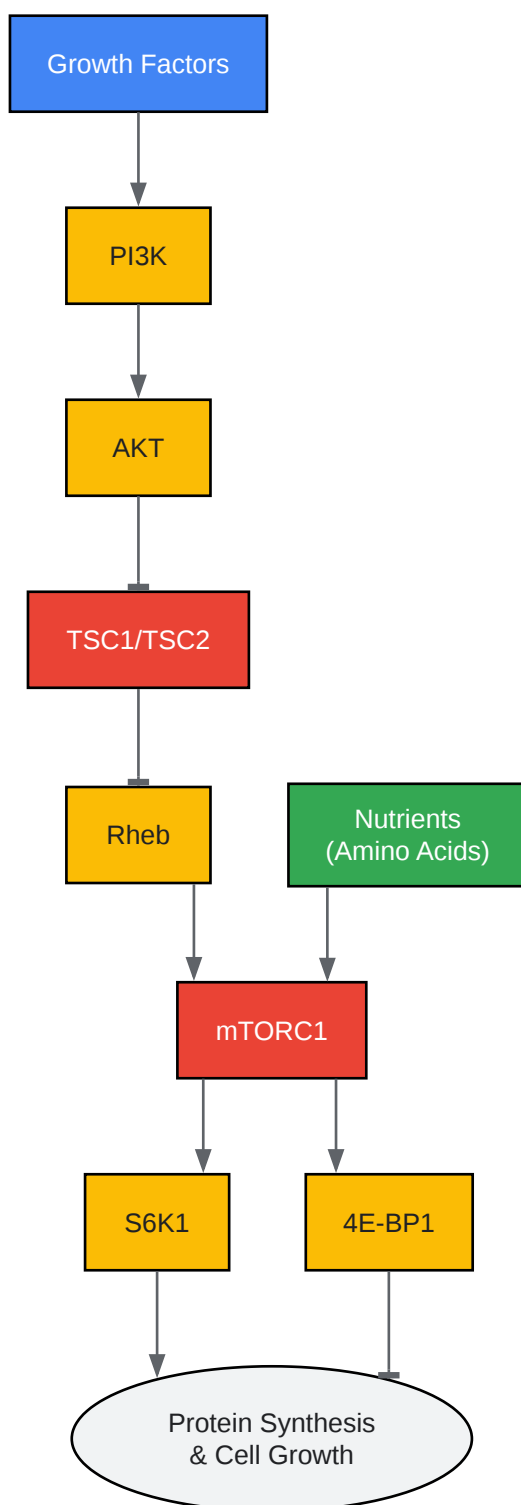 Growth Factors
PI3K
AKT
TSC1/TSC2
Rheb
Nutrients
(Amino Acids)
mTORC1
S6K1
4E-BP1
Protein Synthesis
& Cell Growth